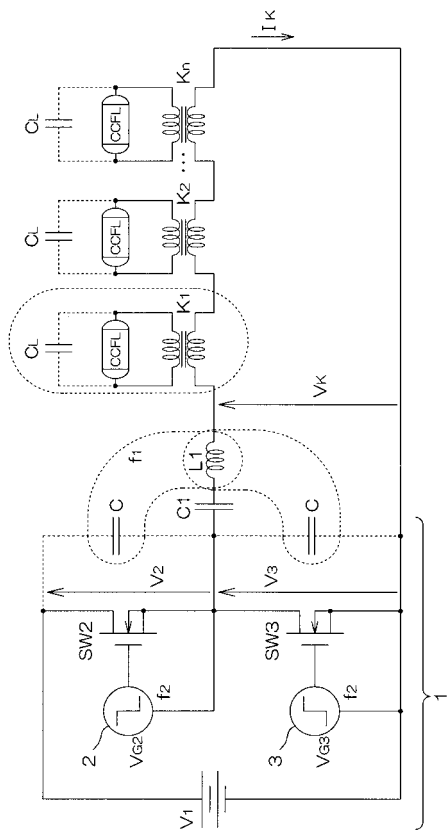 IK
CL
CCFL
Kn
CL
CCFL
K2
...
CL
CCFL
K1
VK
f1
L1
C1
C
C
V2
V3
SW2
SW3
2
f2
VG2
3
f2
VG3
V1
1